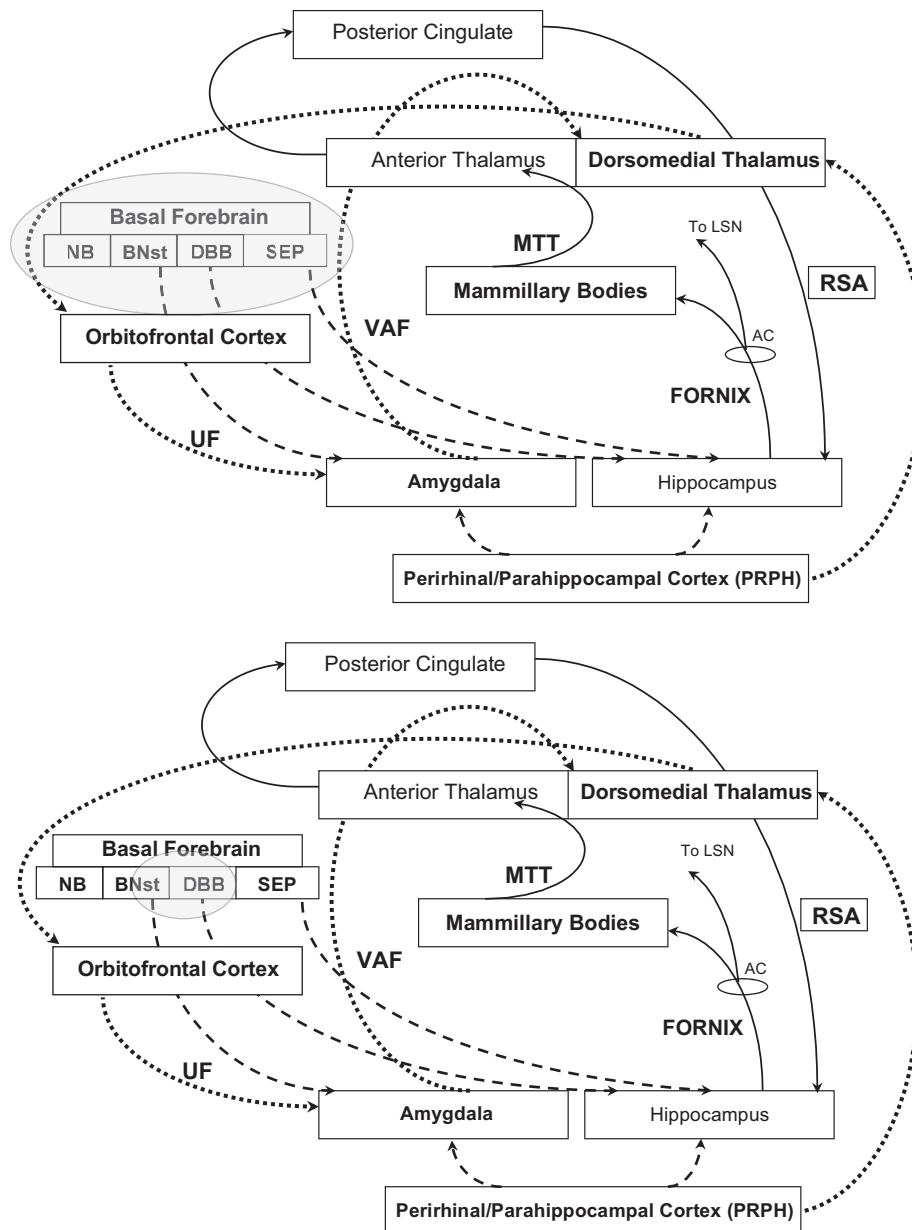 Posterior Cingulate
Anterior Thalamus
Dorsomedial Thalamus
Basal Forebrain
NB BNst DBB SEP
MTT
To LSN
Mammillary Bodies
RSA
Orbitofrontal Cortex
VAF
AC
FORNIX
UF
Amygdala
Hippocampus
Perirhinal/Parahippocampal Cortex (PRPH)
Posterior Cingulate
Anterior Thalamus
Dorsomedial Thalamus
Basal Forebrain
NB BNst DBB SEP
MTT
To LSN
Mammillary Bodies
RSA
Orbitofrontal Cortex
VAF
AC
FORNIX
UF
Amygdala
Hippocampus
Perirhinal/Parahippocampal Cortex (PRPH)